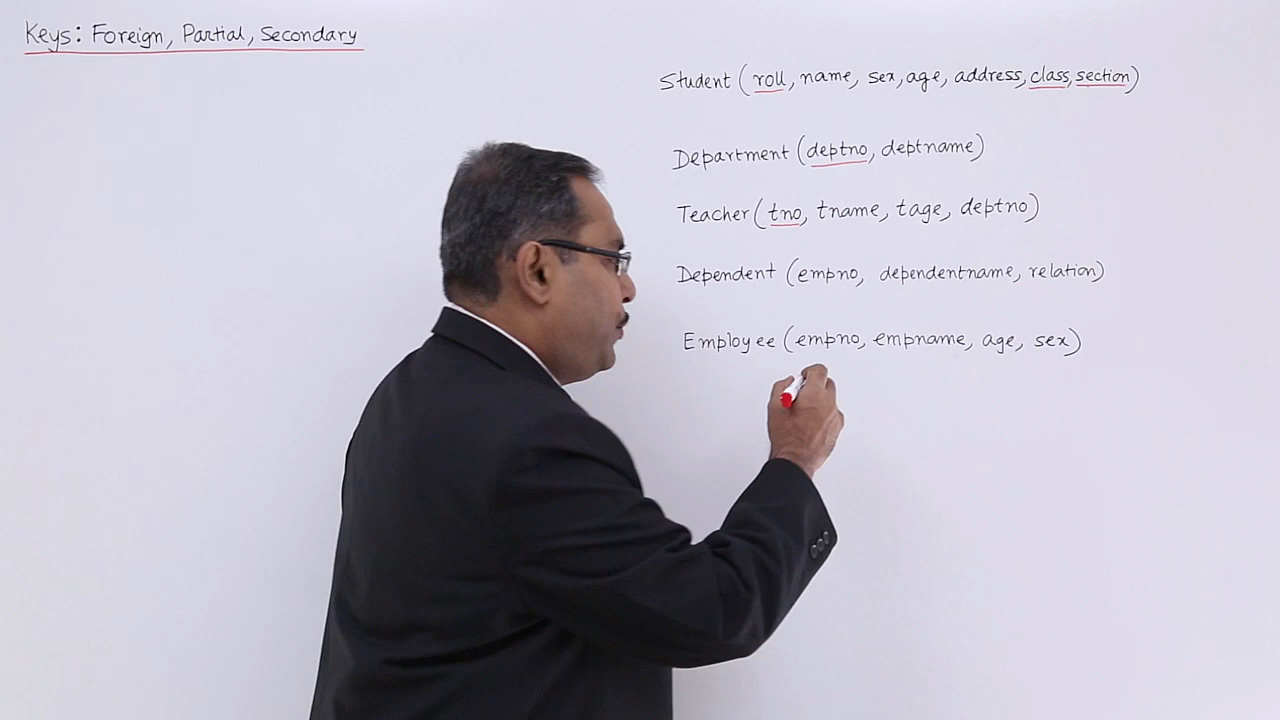 Keys: Foreign, Partial, Secondary
Student (roll, name, sex, age, address, class, section)
Department (deptno, deptname)
Teacher (tno, tname, tage, deptno)
Dependent (empno, dependentname, relation)
Employee (empno, empname, age, sex)